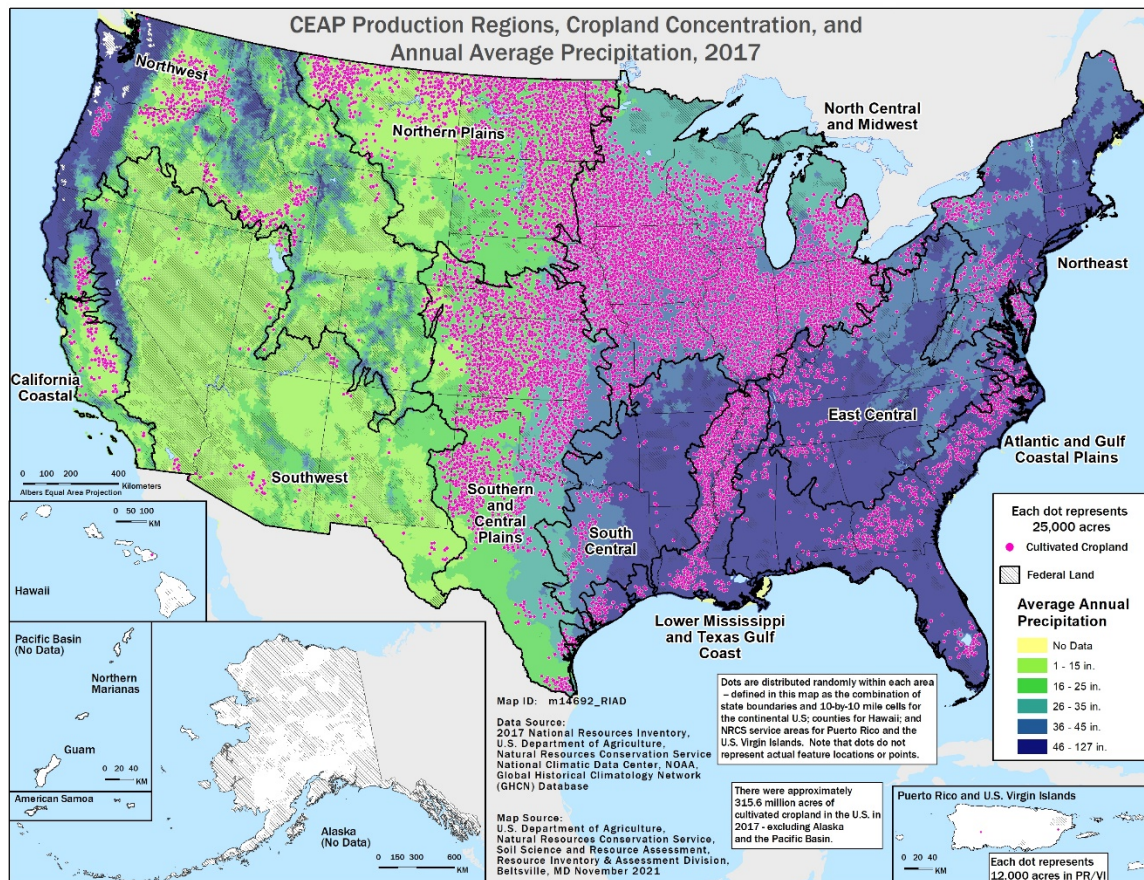 CEAP Production Regions, Cropland Concentration, and
Annual Average Precipitation, 2017
Northwest
Northern Plains
North Central
and Midwest
Northeast
California
Coastal
East Central
Atlantic and Gulf
Coastal Plains
Southwest
Southern
and
Central
Plains
South
Central
Lower Mississippi
and Texas Gulf
Coast
0 100 200 400
Kilometers
Albers Equal Area Projection
0 50 100
KM
Hawaii
Pacific Basin
(No Data)
Northern
Marianas
Guam
0 20 40
KM
American Samoa
Alaska
(No Data)
0 150 300 600
KM
Map ID: m14692_RIAD
Data Source:
2017 National Resources Inventory,
U.S. Department of Agriculture,
Natural Resources Conservation Service
National Climatic Data Center, NOAA,
Global Historical Climatology Network
(GHCN) Database
Map Source:
U.S. Department of Agriculture,
Natural Resources Conservation Service,
Soil Science and Resource Assessment,
Resource Inventory & Assessment Division,
Beltsville, MD November 2021
Dots are distributed randomly within each area
– defined in this map as the combination of
state boundaries and 10-by-10 mile cells for
the continental U.S; counties for Hawaii; and
NRCS service areas for Puerto Rico and the
U.S. Virgin Islands. Note that dots do not
represent actual feature locations or points.
There were approximately
315.6 million acres of
cultivated cropland in the U.S. in
2017 - excluding Alaska
and the Pacific Basin.
Each dot represents
25,000 acres
Cultivated Cropland
Federal Land
Average Annual
Precipitation
No Data
1 - 15 in.
16 - 25 in.
26 - 35 in.
36 - 45 in.
46 - 127 in.
Puerto Rico and U.S. Virgin Islands
0 20 40
KM
Each dot represents
12,000 acres in PR/VI